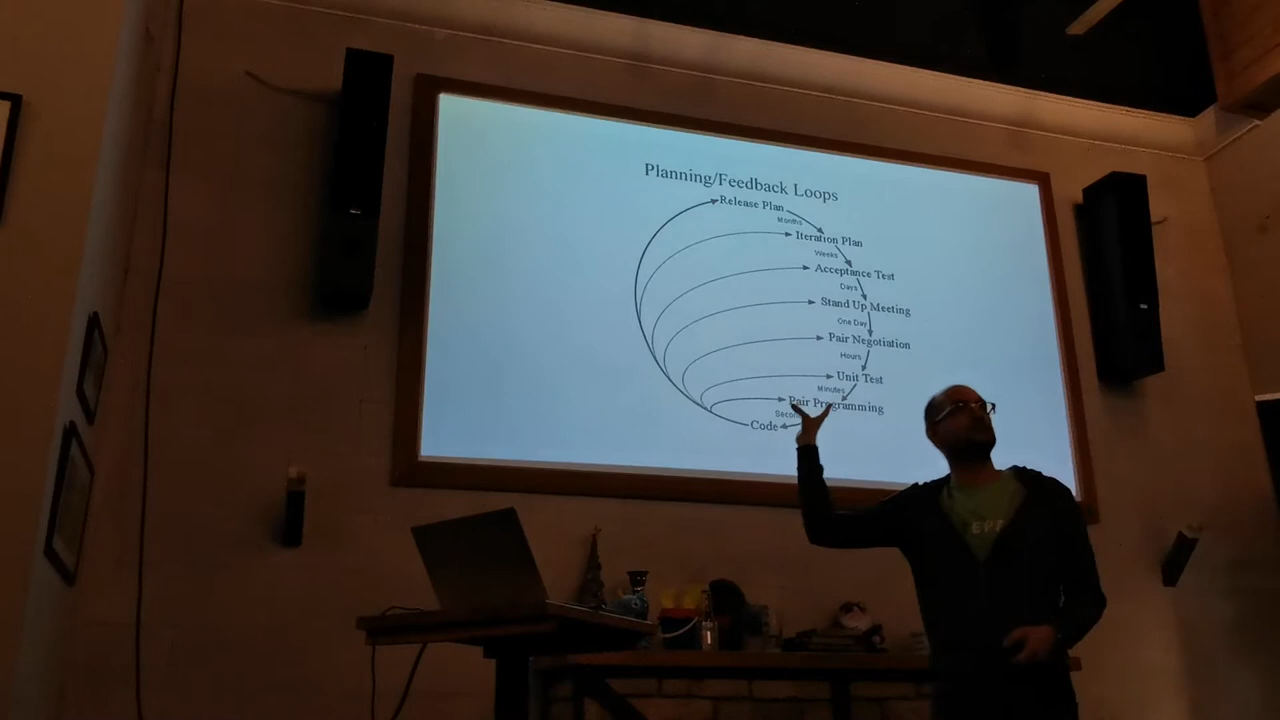 Planning/Feedback Loops
Release Plan
Months
Iteration Plan
Weeks
Acceptance Test
Days
Stand Up Meeting
One Day
Pair Negotiation
Hours
Unit Test
Minutes
Pair Programming
Code